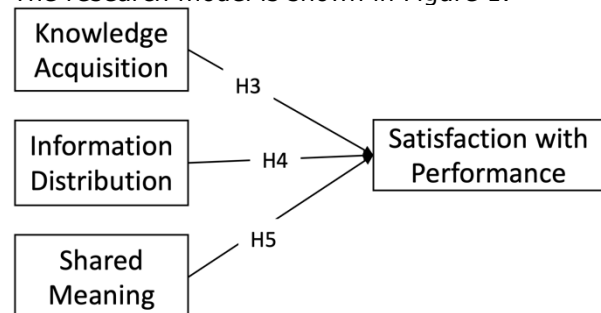 The research model is shown in Figure 1.
Knowledge
Acquisition
H3
Information
Distribution
H4
Satisfaction with
Performance
H5
Shared
Meaning